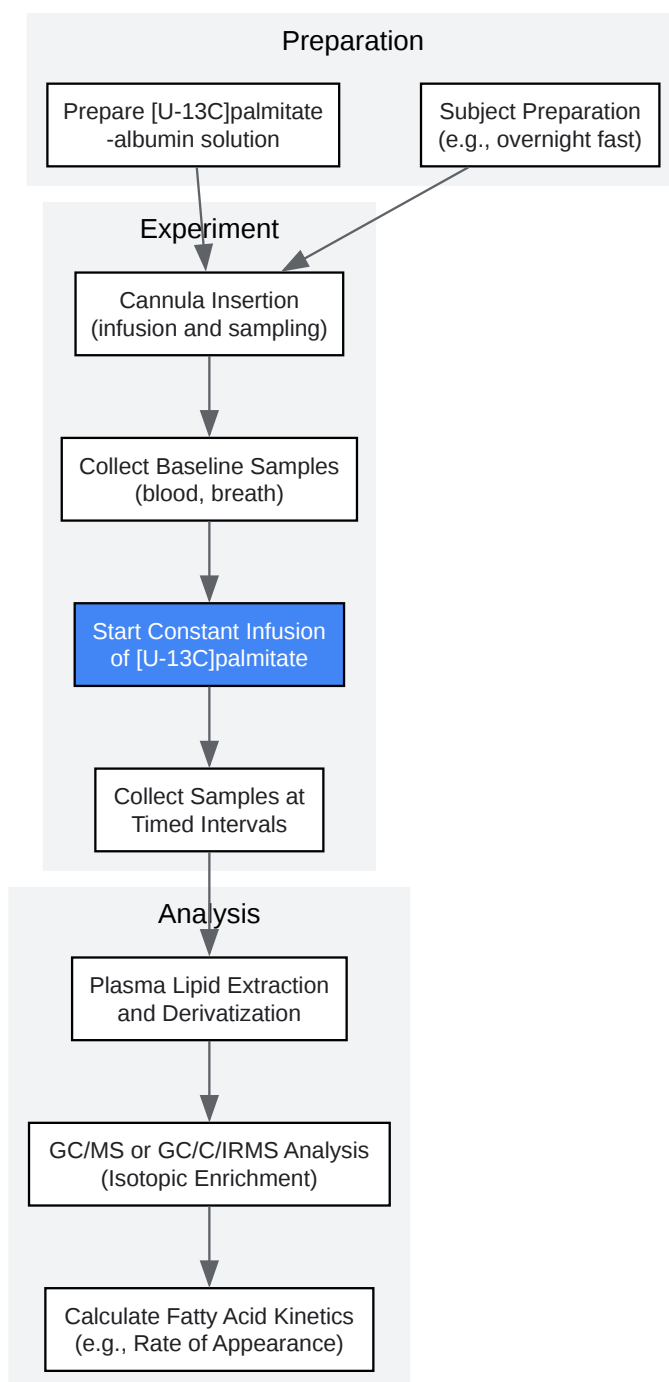 Preparation
Prepare [U-13C]palmitate
-albumin solution
Subject Preparation
(e.g., overnight fast)
Experiment
Cannula Insertion
(infusion and sampling)
Collect Baseline Samples
(blood, breath)
Start Constant Infusion
of [U-13C]palmitate
Collect Samples at
Timed Intervals
Analysis
Plasma Lipid Extraction
and Derivatization
GC/MS or GC/C/IRMS Analysis
(Isotopic Enrichment)
Calculate Fatty Acid Kinetics
(e.g., Rate of Appearance)